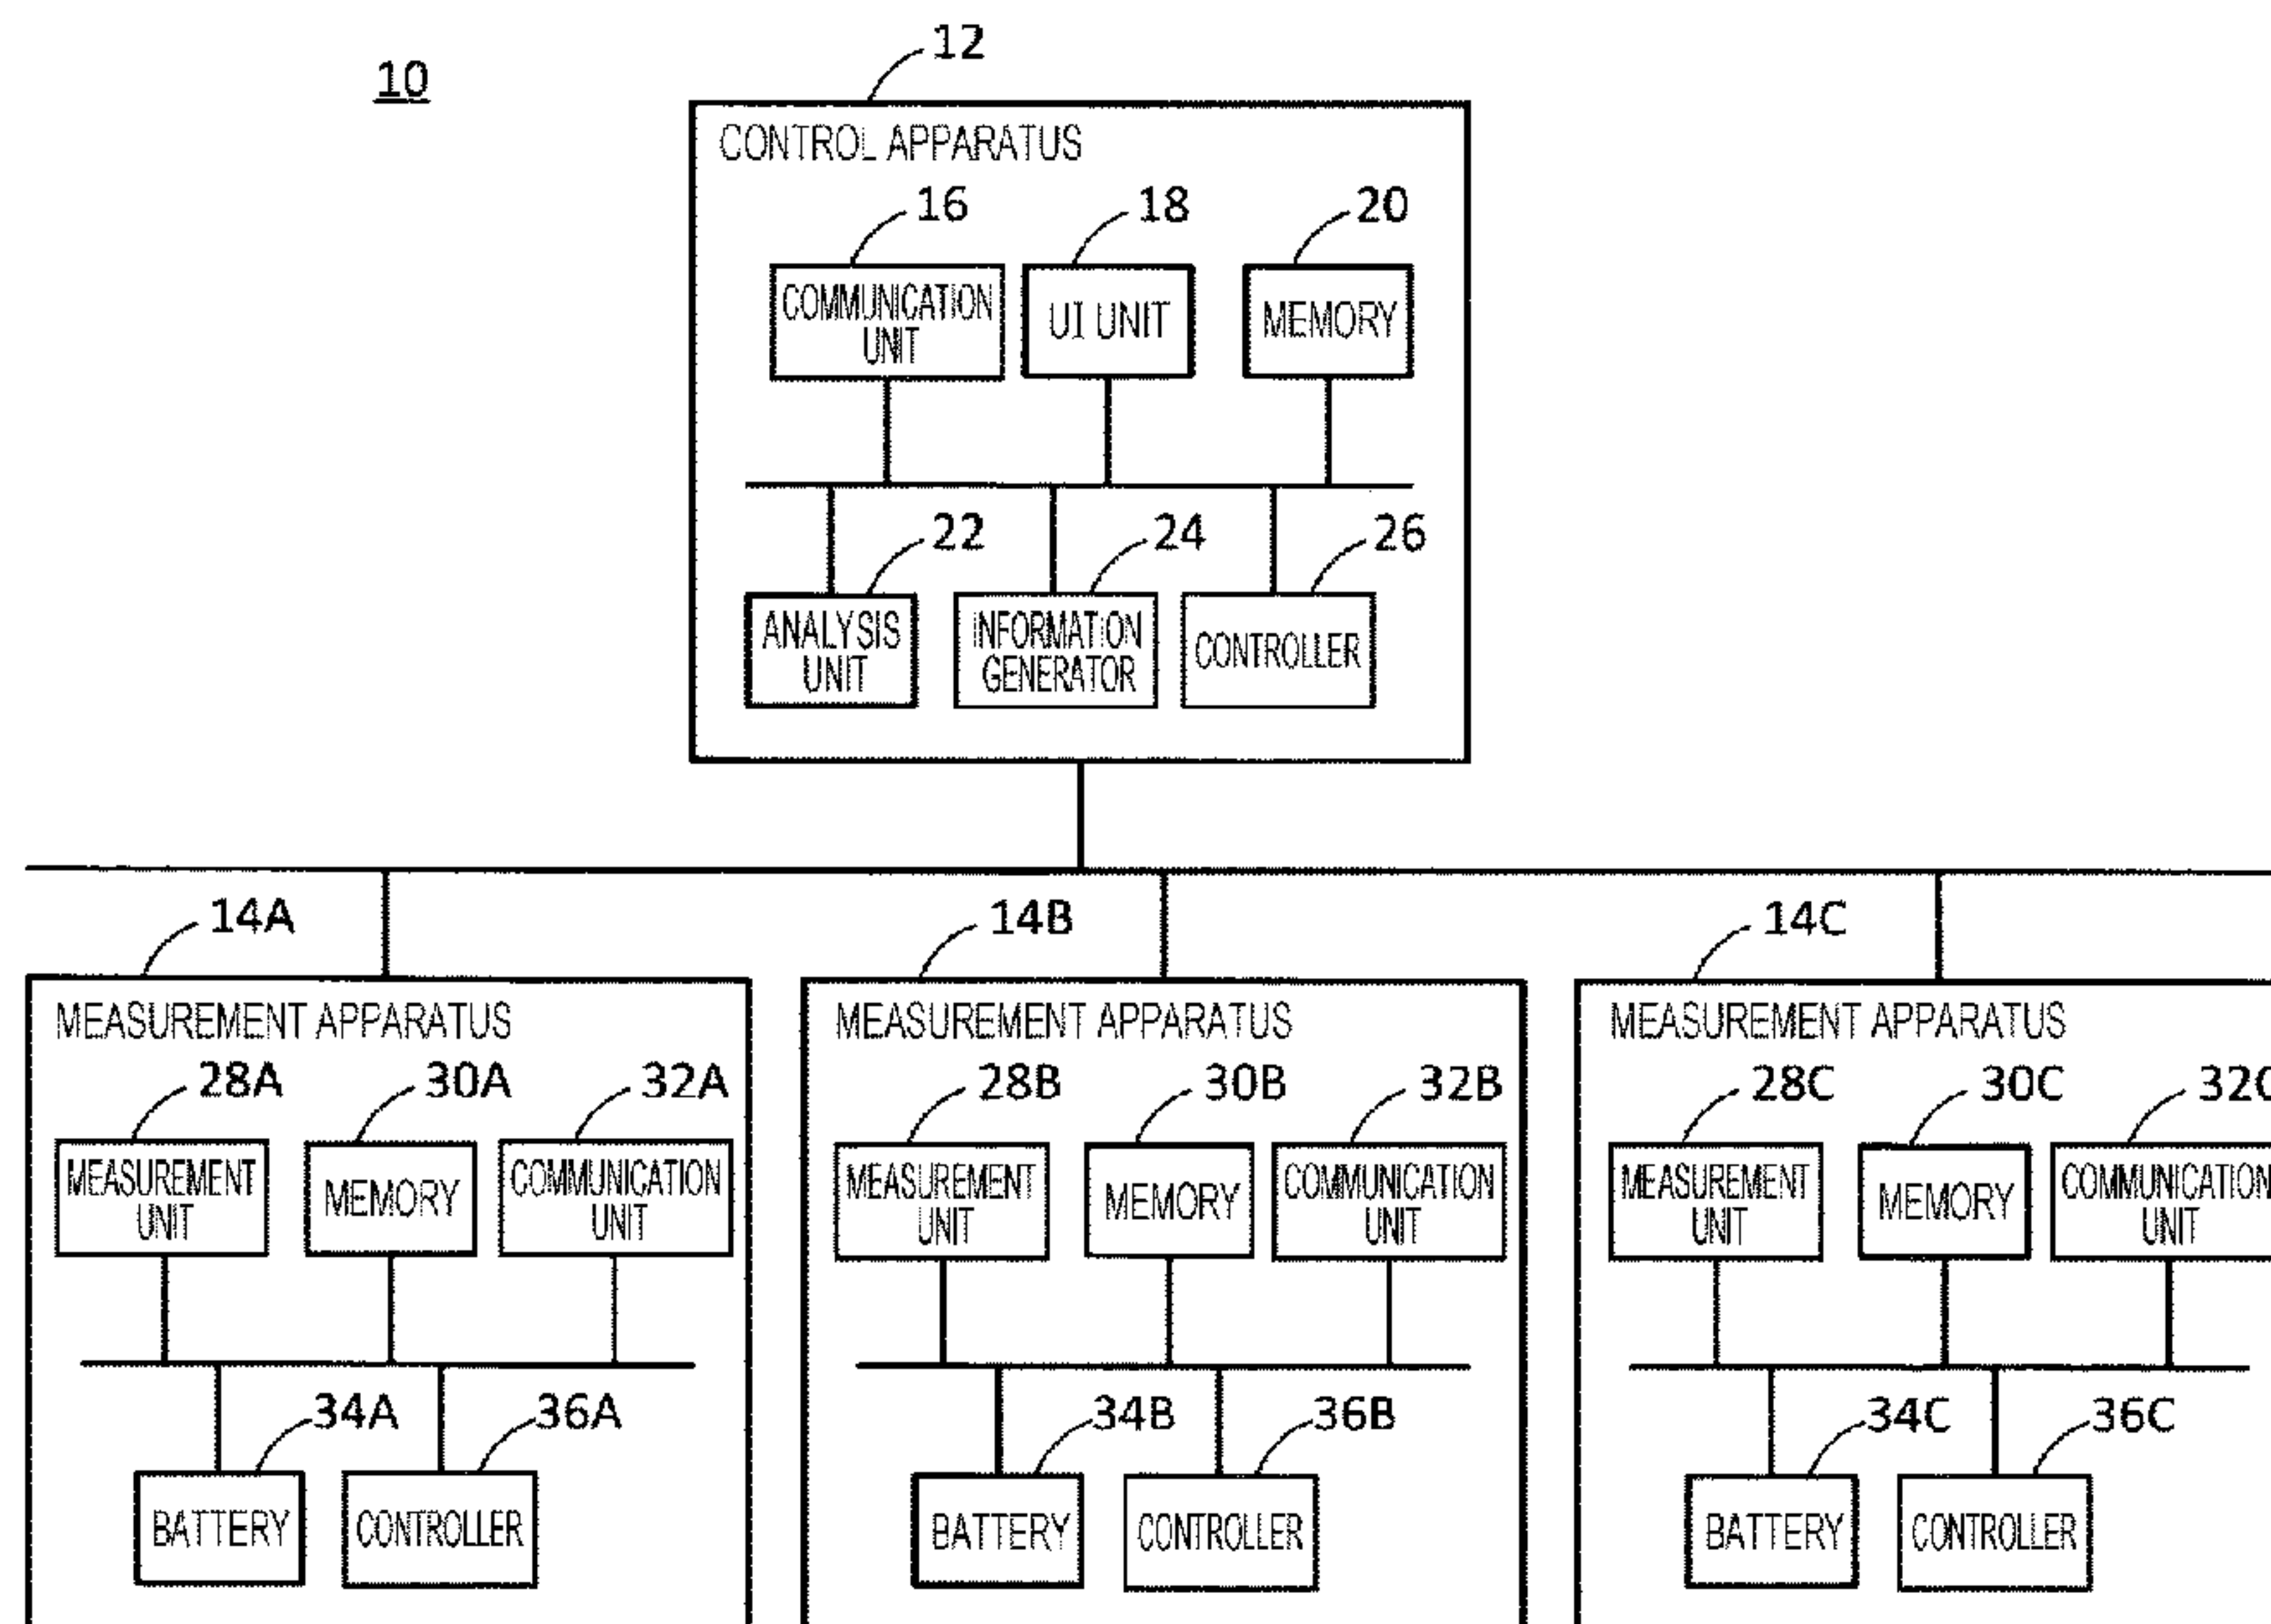 12
10
CONTROL APPARATUS
16
18
20
COMMUNICATION
UNIT
UI UNIT
MEMORY
22
24
26
ANALYSIS
UNIT
INFORMATION
GENERATOR
CONTROLLER
14A
14B
14C
MEASUREMENT APPARATUS
MEASUREMENT APPARATUS
MEASUREMENT APPARATUS
28A
30A
32A
28B
30B
32B
28C
30C
32C
MEASUREMENT
UNIT
MEMORY
COMMUNICATION
UNIT
MEASUREMENT
UNIT
MEMORY
COMMUNICATION
UNIT
MEASUREMENT
UNIT
MEMORY
COMMUNICATION
UNIT
34A
36A
34B
36B
34C
36C
BATTERY
CONTROLLER
BATTERY
CONTROLLER
BATTERY
CONTROLLER